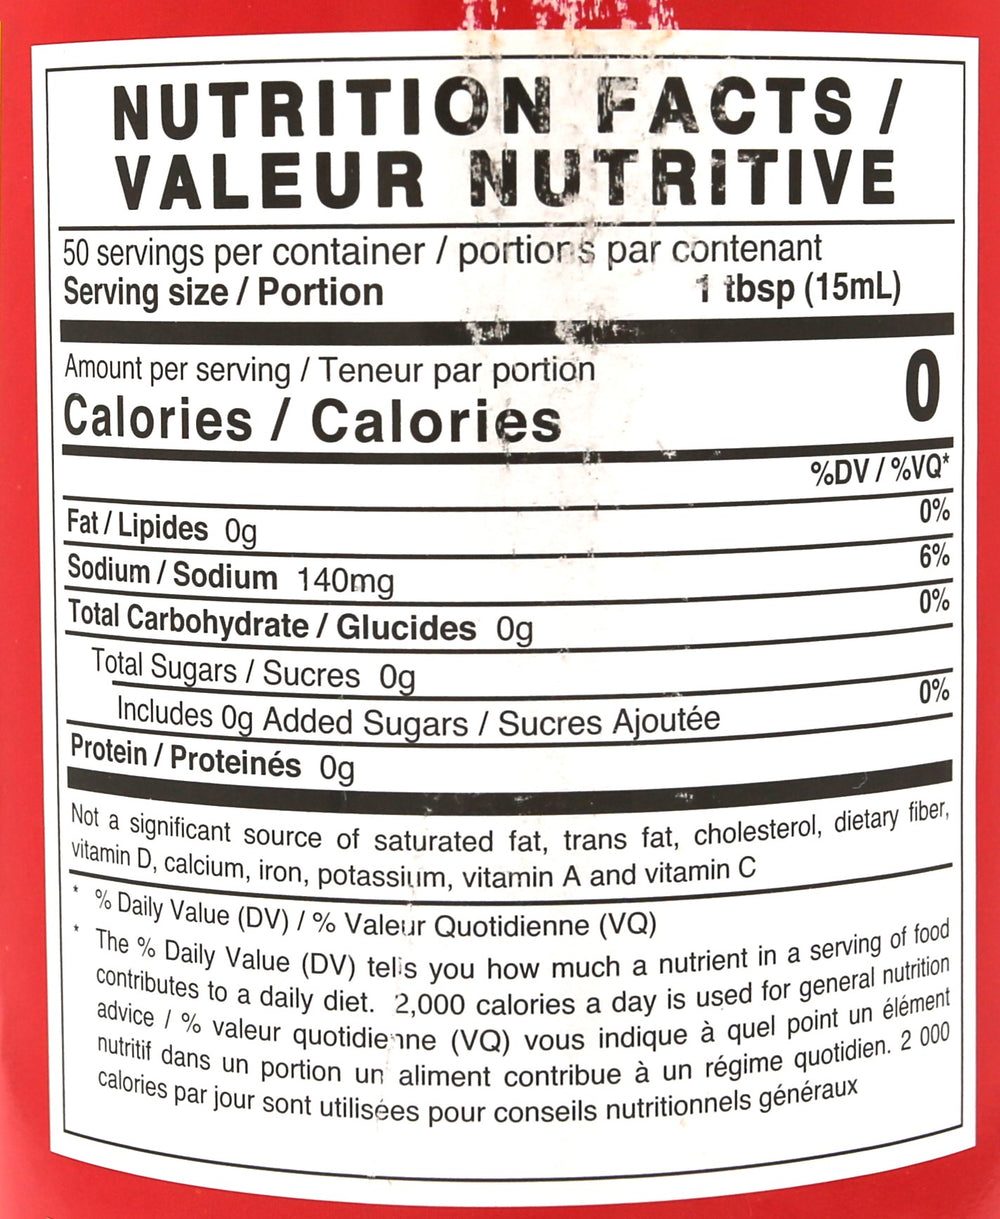 NUTRITION FACTS /
VALEUR NUTRITIVE
50 servings per container / portions par contenant
Serving size / Portion 1 tbsp (15mL)
Amount per serving / Teneur par portion
Calories / Calories 0
%DV / %VQ*
Fat / Lipides 0g 0%
Sodium / Sodium 140mg 6%
Total Carbohydrate / Glucides 0g 0%
Total Sugars / Sucres 0g
Includes 0g Added Sugars / Sucres Ajoutée 0%
Protein / Proteinés 0g
Not a significant source of saturated fat, trans fat, cholesterol, dietary fiber,
vitamin D, calcium, iron, potassium, vitamin A and vitamin C
* % Daily Value (DV) / % Valeur Quotidienne (VQ)
* The % Daily Value (DV) tells you how much a nutrient in a serving of food
contributes to a daily diet. 2,000 calories a day is used for general nutrition
advice / % valeur quotidienne (VQ) vous indique à quel point un élément
nutritif dans un portion un aliment contribue à un régime quotidien. 2 000
calories par jour sont utilisées pour conseils nutritionnels généraux